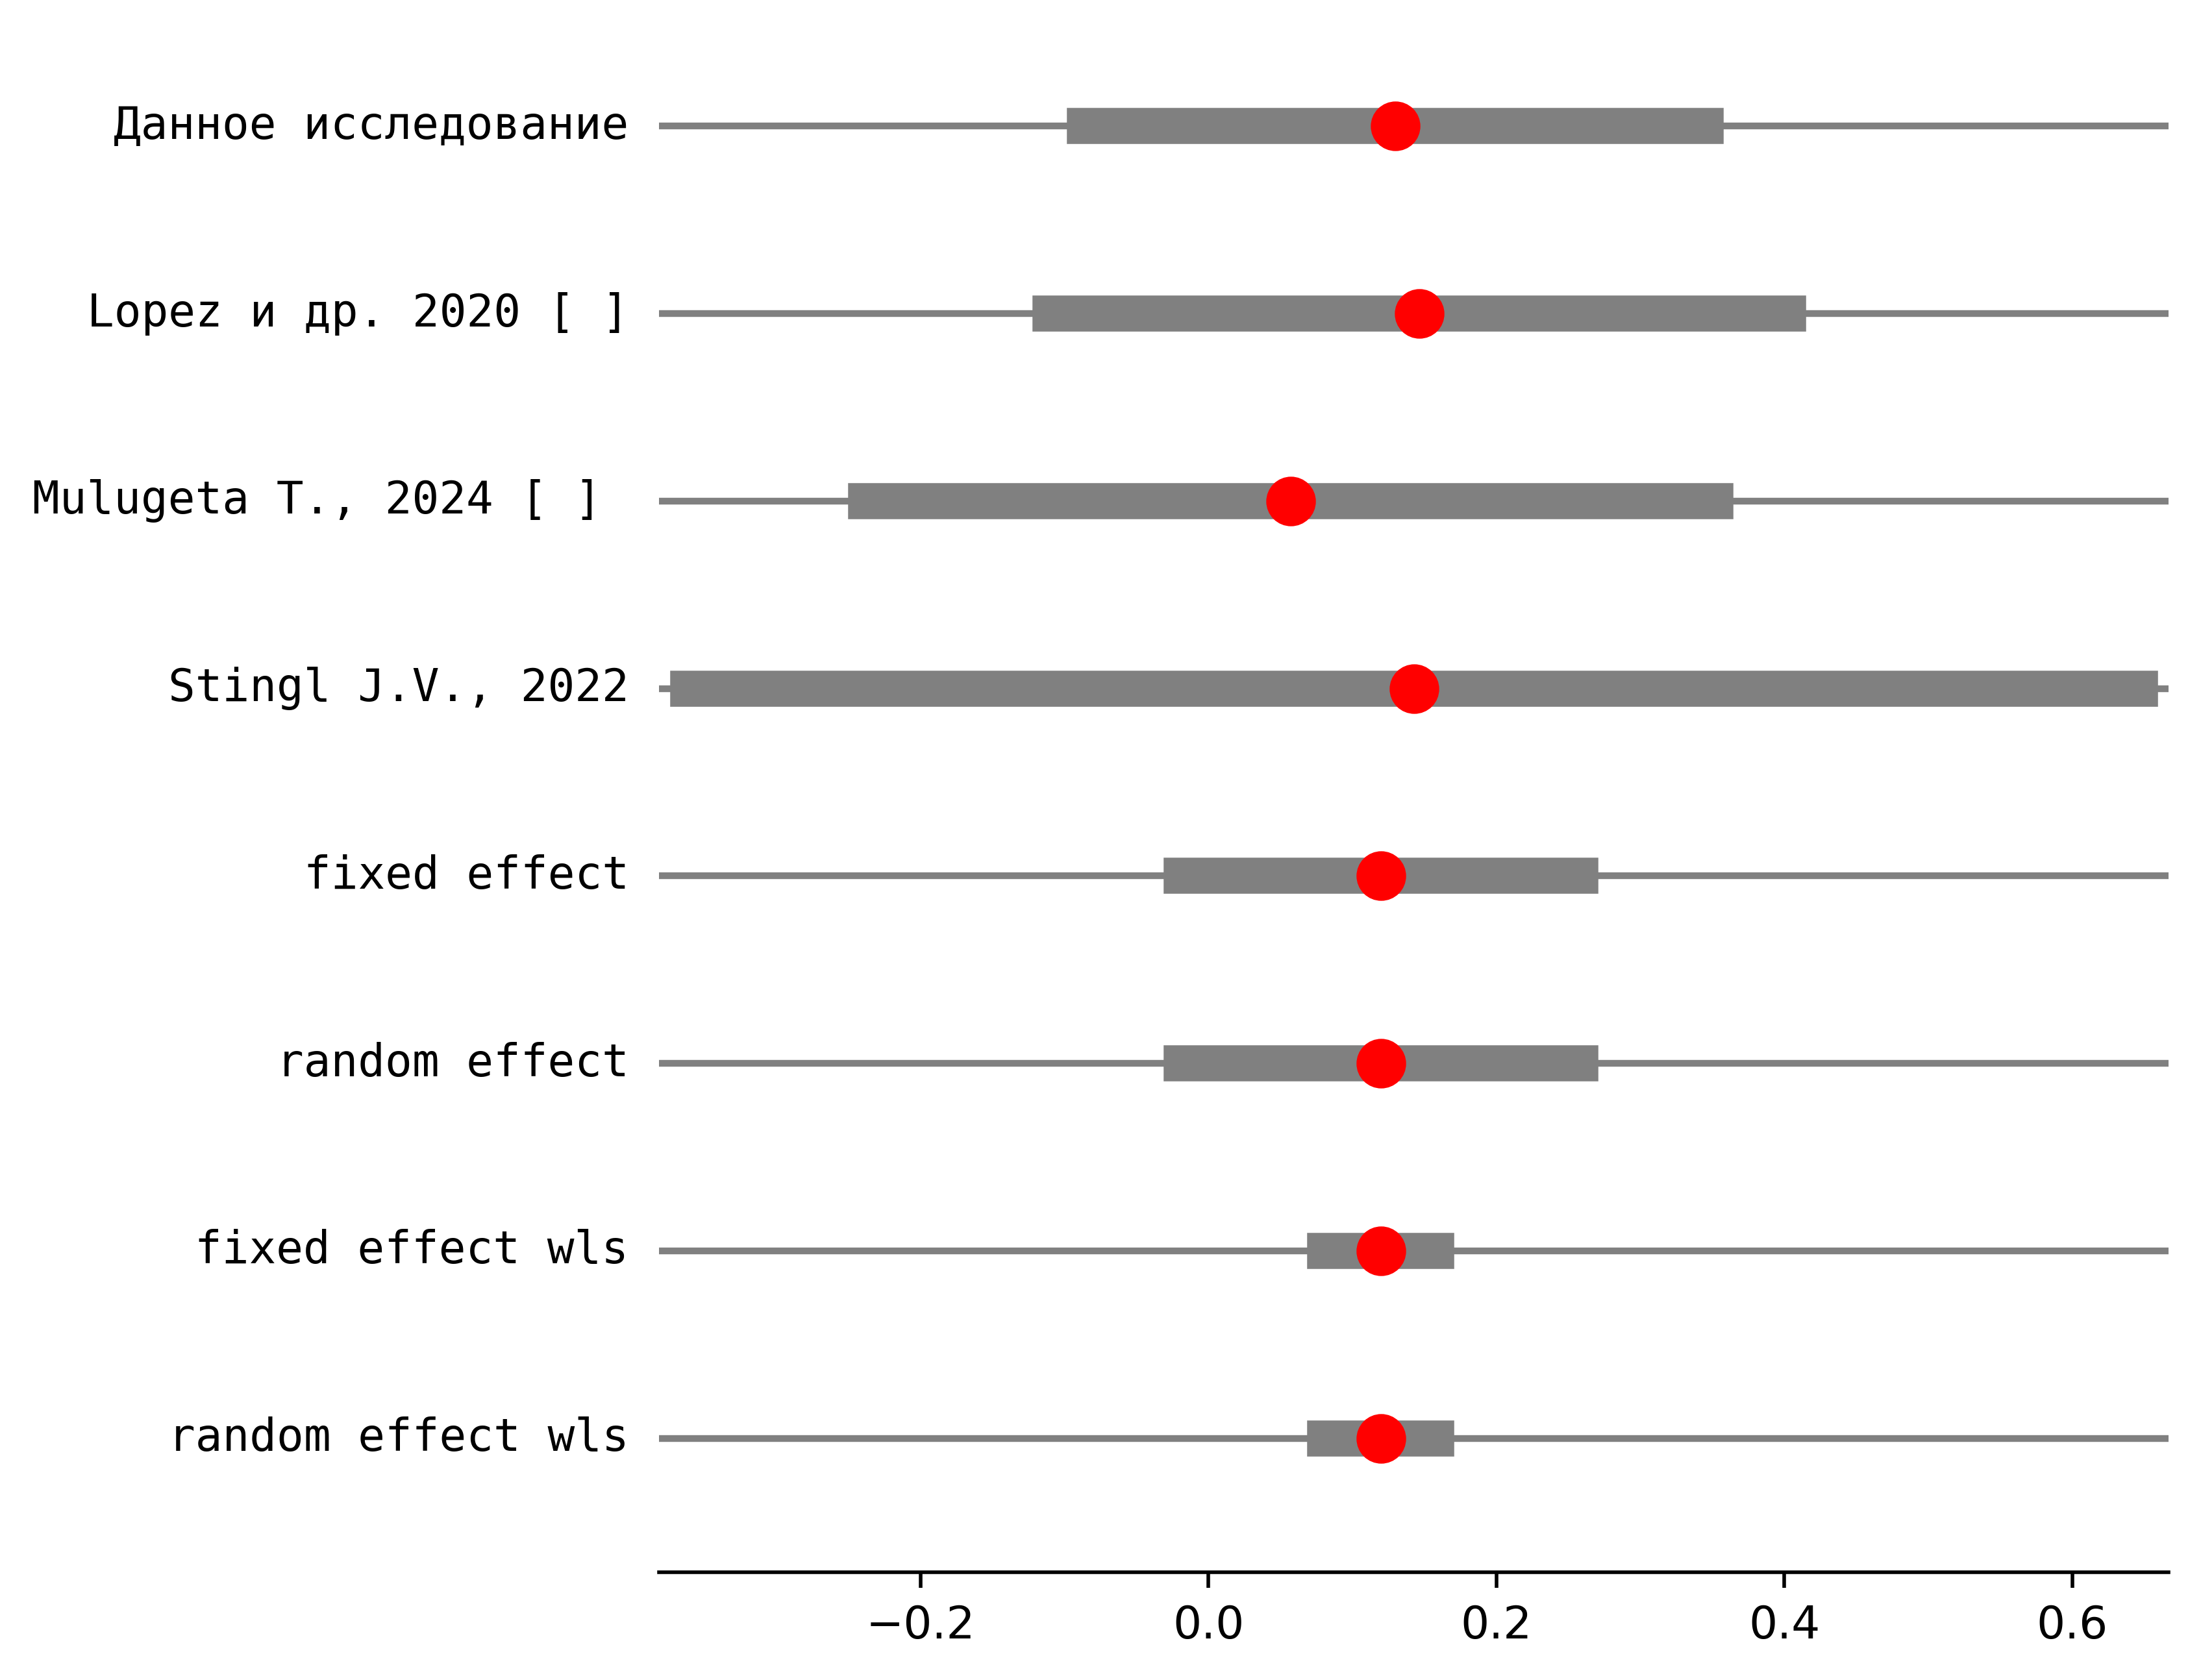 Данное исследование
Lopez и др. 2020 [ ]
Mulugeta T., 2024 [ ]
Stingl J.V., 2022
fixed effect
random effect
fixed effect wls
random effect wls
−0.2 0.0 0.2 0.4 0.6